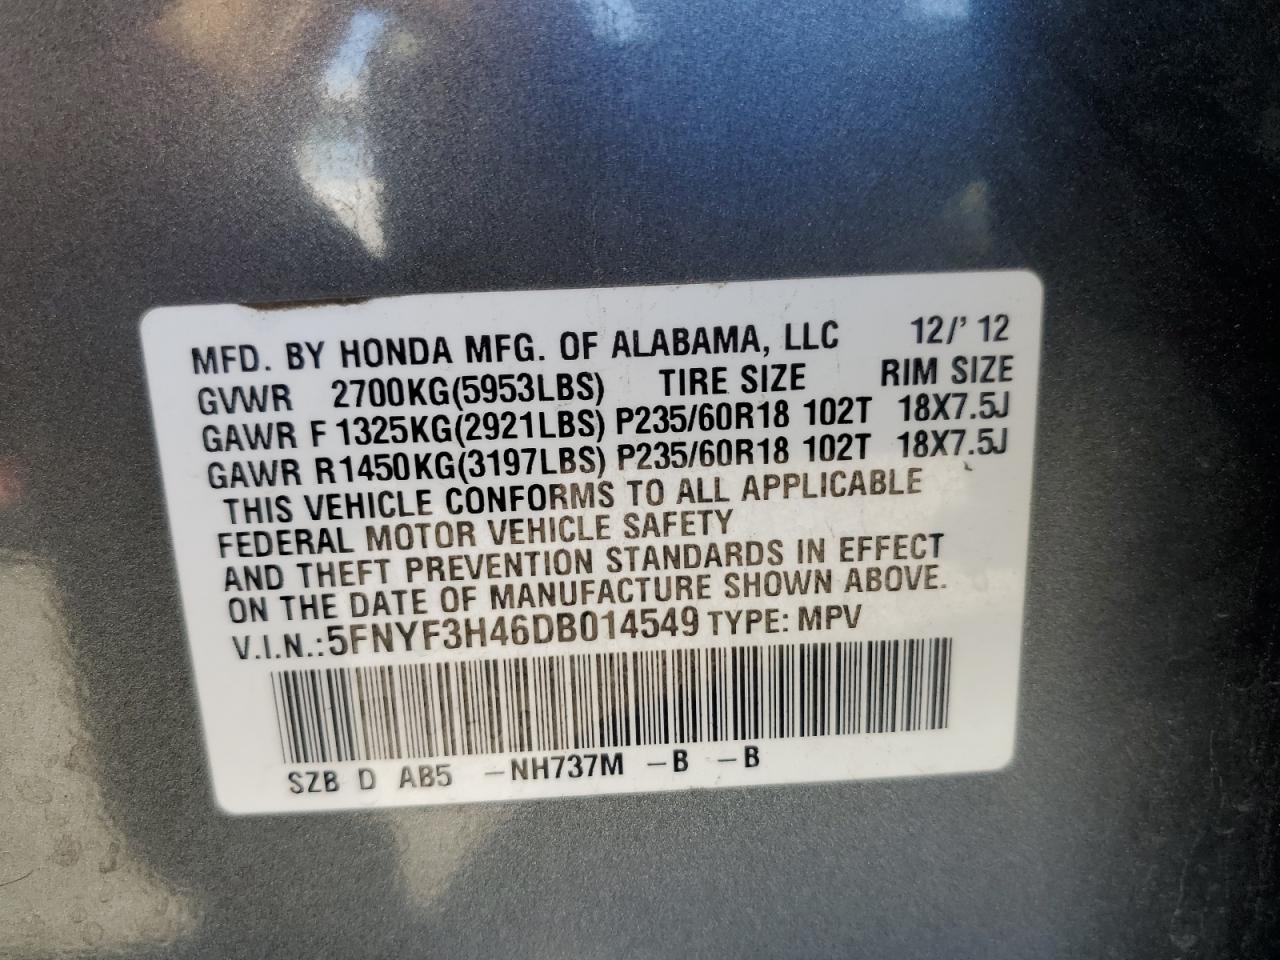 MFD. BY HONDA MFG. OF ALABAMA, LLC 12/' 12
GVWR 2700KG(5953LBS) TIRE SIZE RIM SIZE
GAWR F 1325KG(2921LBS) P235/60R18 102T 18X7.5J
GAWR R1450KG(3197LBS) P235/60R18 102T 18X7.5J
THIS VEHICLE CONFORMS TO ALL APPLICABLE
FEDERAL MOTOR VEHICLE SAFETY
AND THEFT PREVENTION STANDARDS IN EFFECT
ON THE DATE OF MANUFACTURE SHOWN ABOVE.
V.I.N.:5FNYF3H46DB014549 TYPE: MPV
SZB D AB5 -NH737M -B -B